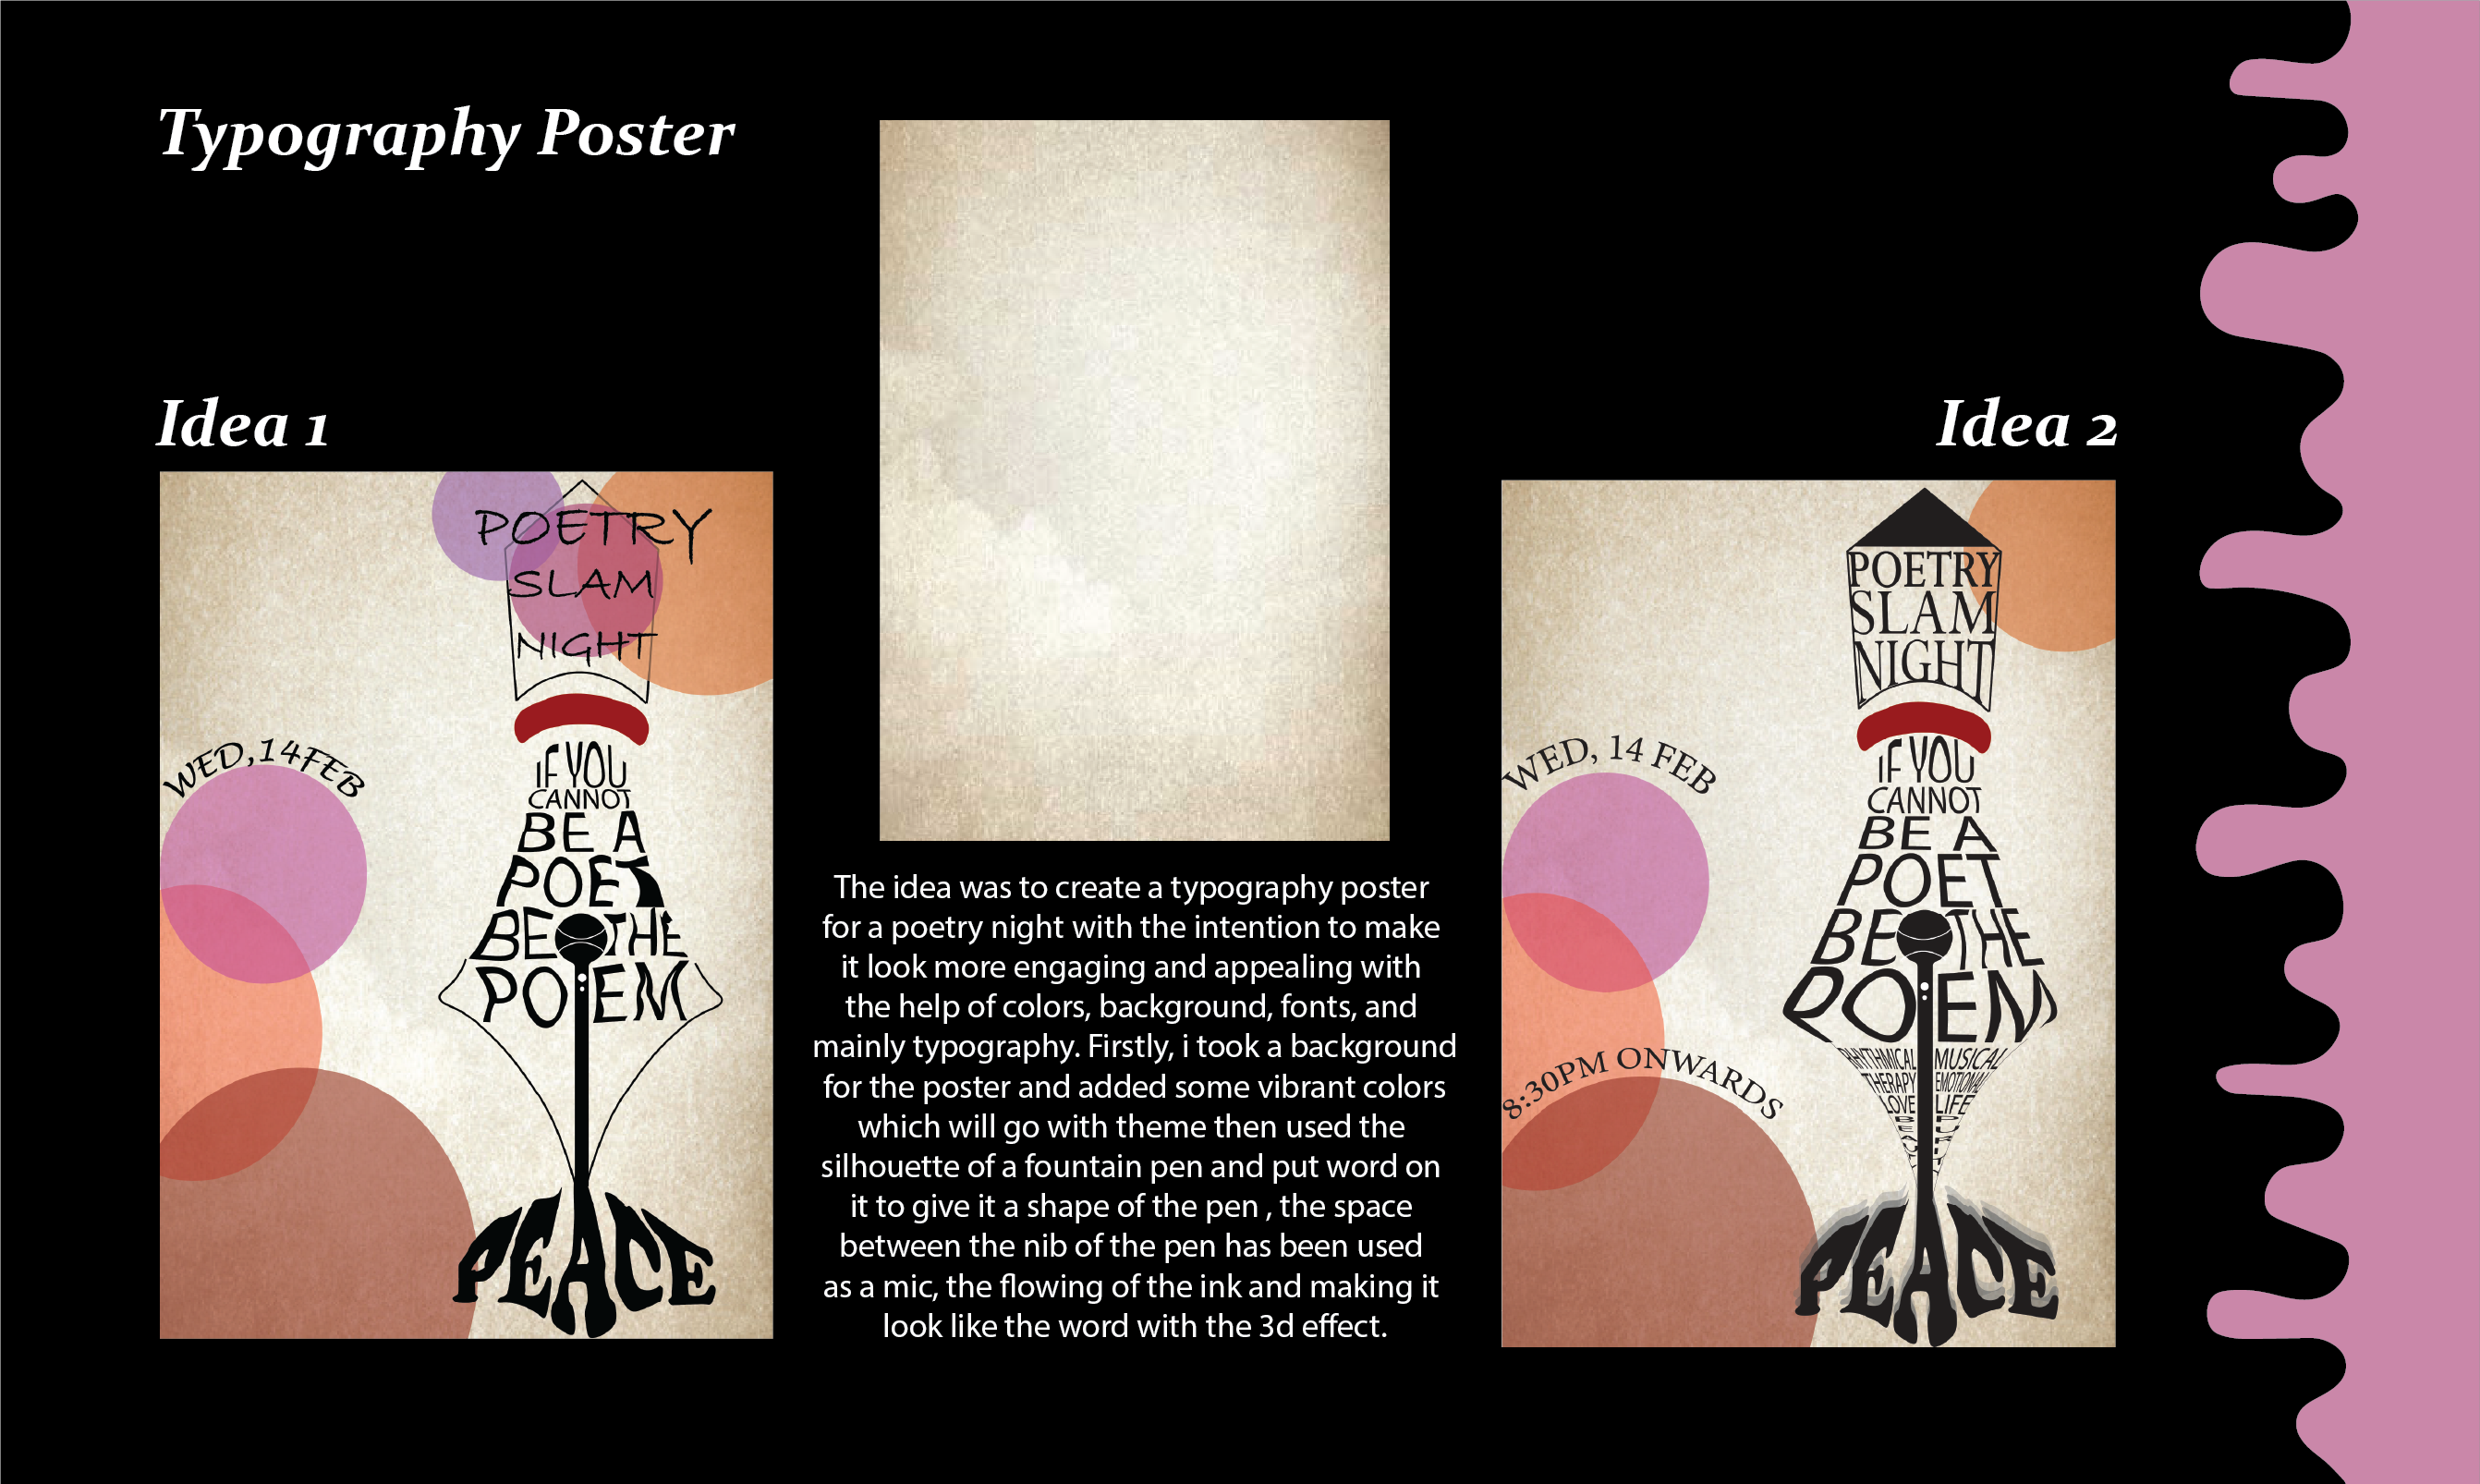 Typography Poster
Idea 1
POETRY
SLAM
NIGHT
WED,14FEB
IF YOU
CANNOT
BE A
POET
BE THE
POEM
PEACE
The idea was to create a typography poster
for a poetry night with the intention to make
it look more engaging and appealing with
the help of colors, background, fonts, and
mainly typography. Firstly, i took a background
for the poster and added some vibrant colors
which will go with theme then used the
silhouette of a fountain pen and put word on
it to give it a shape of the pen , the space
between the nib of the pen has been used
as a mic, the flowing of the ink and making it
look like the word with the 3d effect.
Idea 2
POETRY
SLAM
NIGHT
WED, 14 FEB
IF YOU
CANNOT
BE A
POET
BE THE
POEM
8:30PM ONWARDS
RHYTHMICAL MUSICAL
THERAPY EMOTIONAL
LOVE LIFE
PEACE